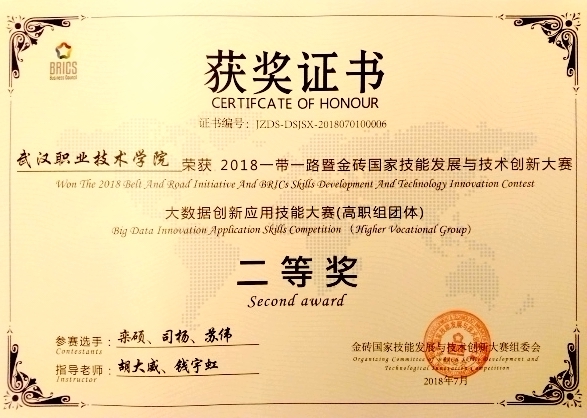 BRICS
Business Council
获奖证书
CERTIFCATE OF HONOUR
证书编号：JZDS-DSJSX-2018070100006
武汉职业技术学院 荣获 2018一带一路暨金砖国家技能发展与技术创新大赛
Won The 2018 Belt And Road Initiative And BRICs Skills Development And Technology Innovation Contest
大数据创新应用技能大赛(高职组团体)
Big Data Innovation Application Skills Competition （Higher Vocational Group）
二等奖
Second award
参赛选手：栾硕、司杨、苏伟
Contestants
指导老师：胡大威、钱宇虹
Instructor
金砖国家技能发展与技术创新大赛组委会
Organizing Committee of BRICS Skills Development and
Technological Innovation Competition
2018年7月